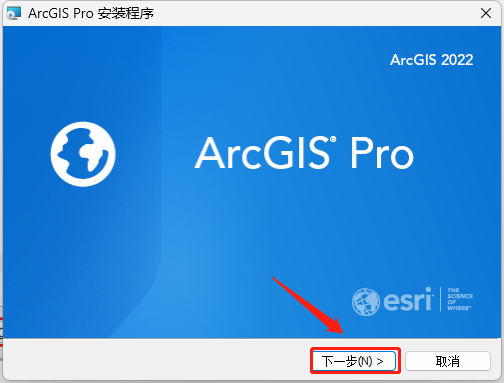 ArcGIS Pro 安装程序
ArcGIS 2022
ArcGIS® Pro
esri®
THE
SCIENCE
OF
WHERE®
下一步(N) >
取消